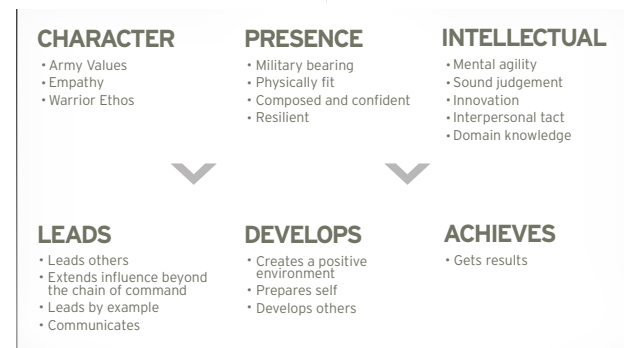 CHARACTER
• Army Values
• Empathy
• Warrior Ethos
PRESENCE
• Military bearing
• Physically fit
• Composed and confident
• Resilient
INTELLECTUAL
• Mental agility
• Sound judgement
• Innovation
• Interpersonal tact
• Domain knowledge
LEADS
• Leads others
• Extends influence beyond
the chain of command
• Leads by example
• Communicates
DEVELOPS
• Creates a positive
environment
• Prepares self
• Develops others
ACHIEVES
• Gets results